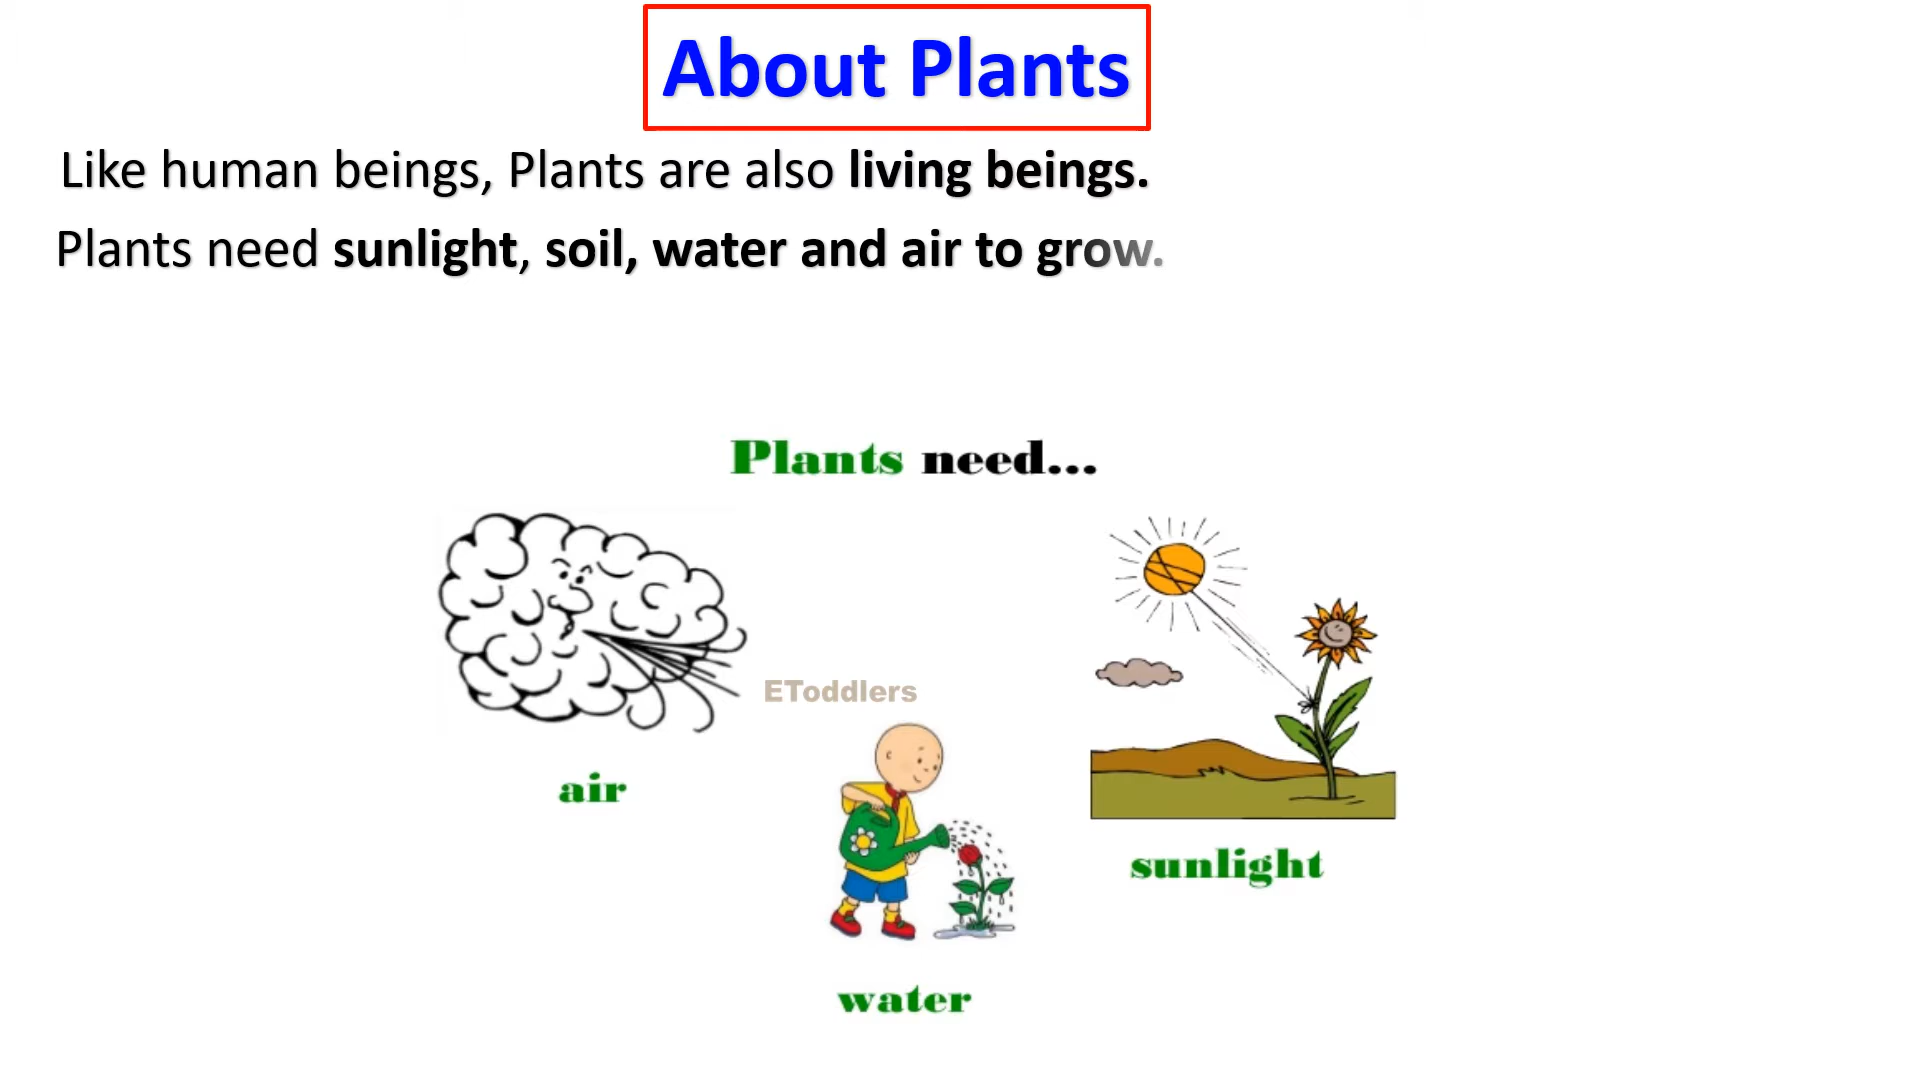 About Plants
Like human beings, Plants are also living beings.
Plants need sunlight, soil, water and air to grow.
Plants need...
EToddlers
air
sunlight
water